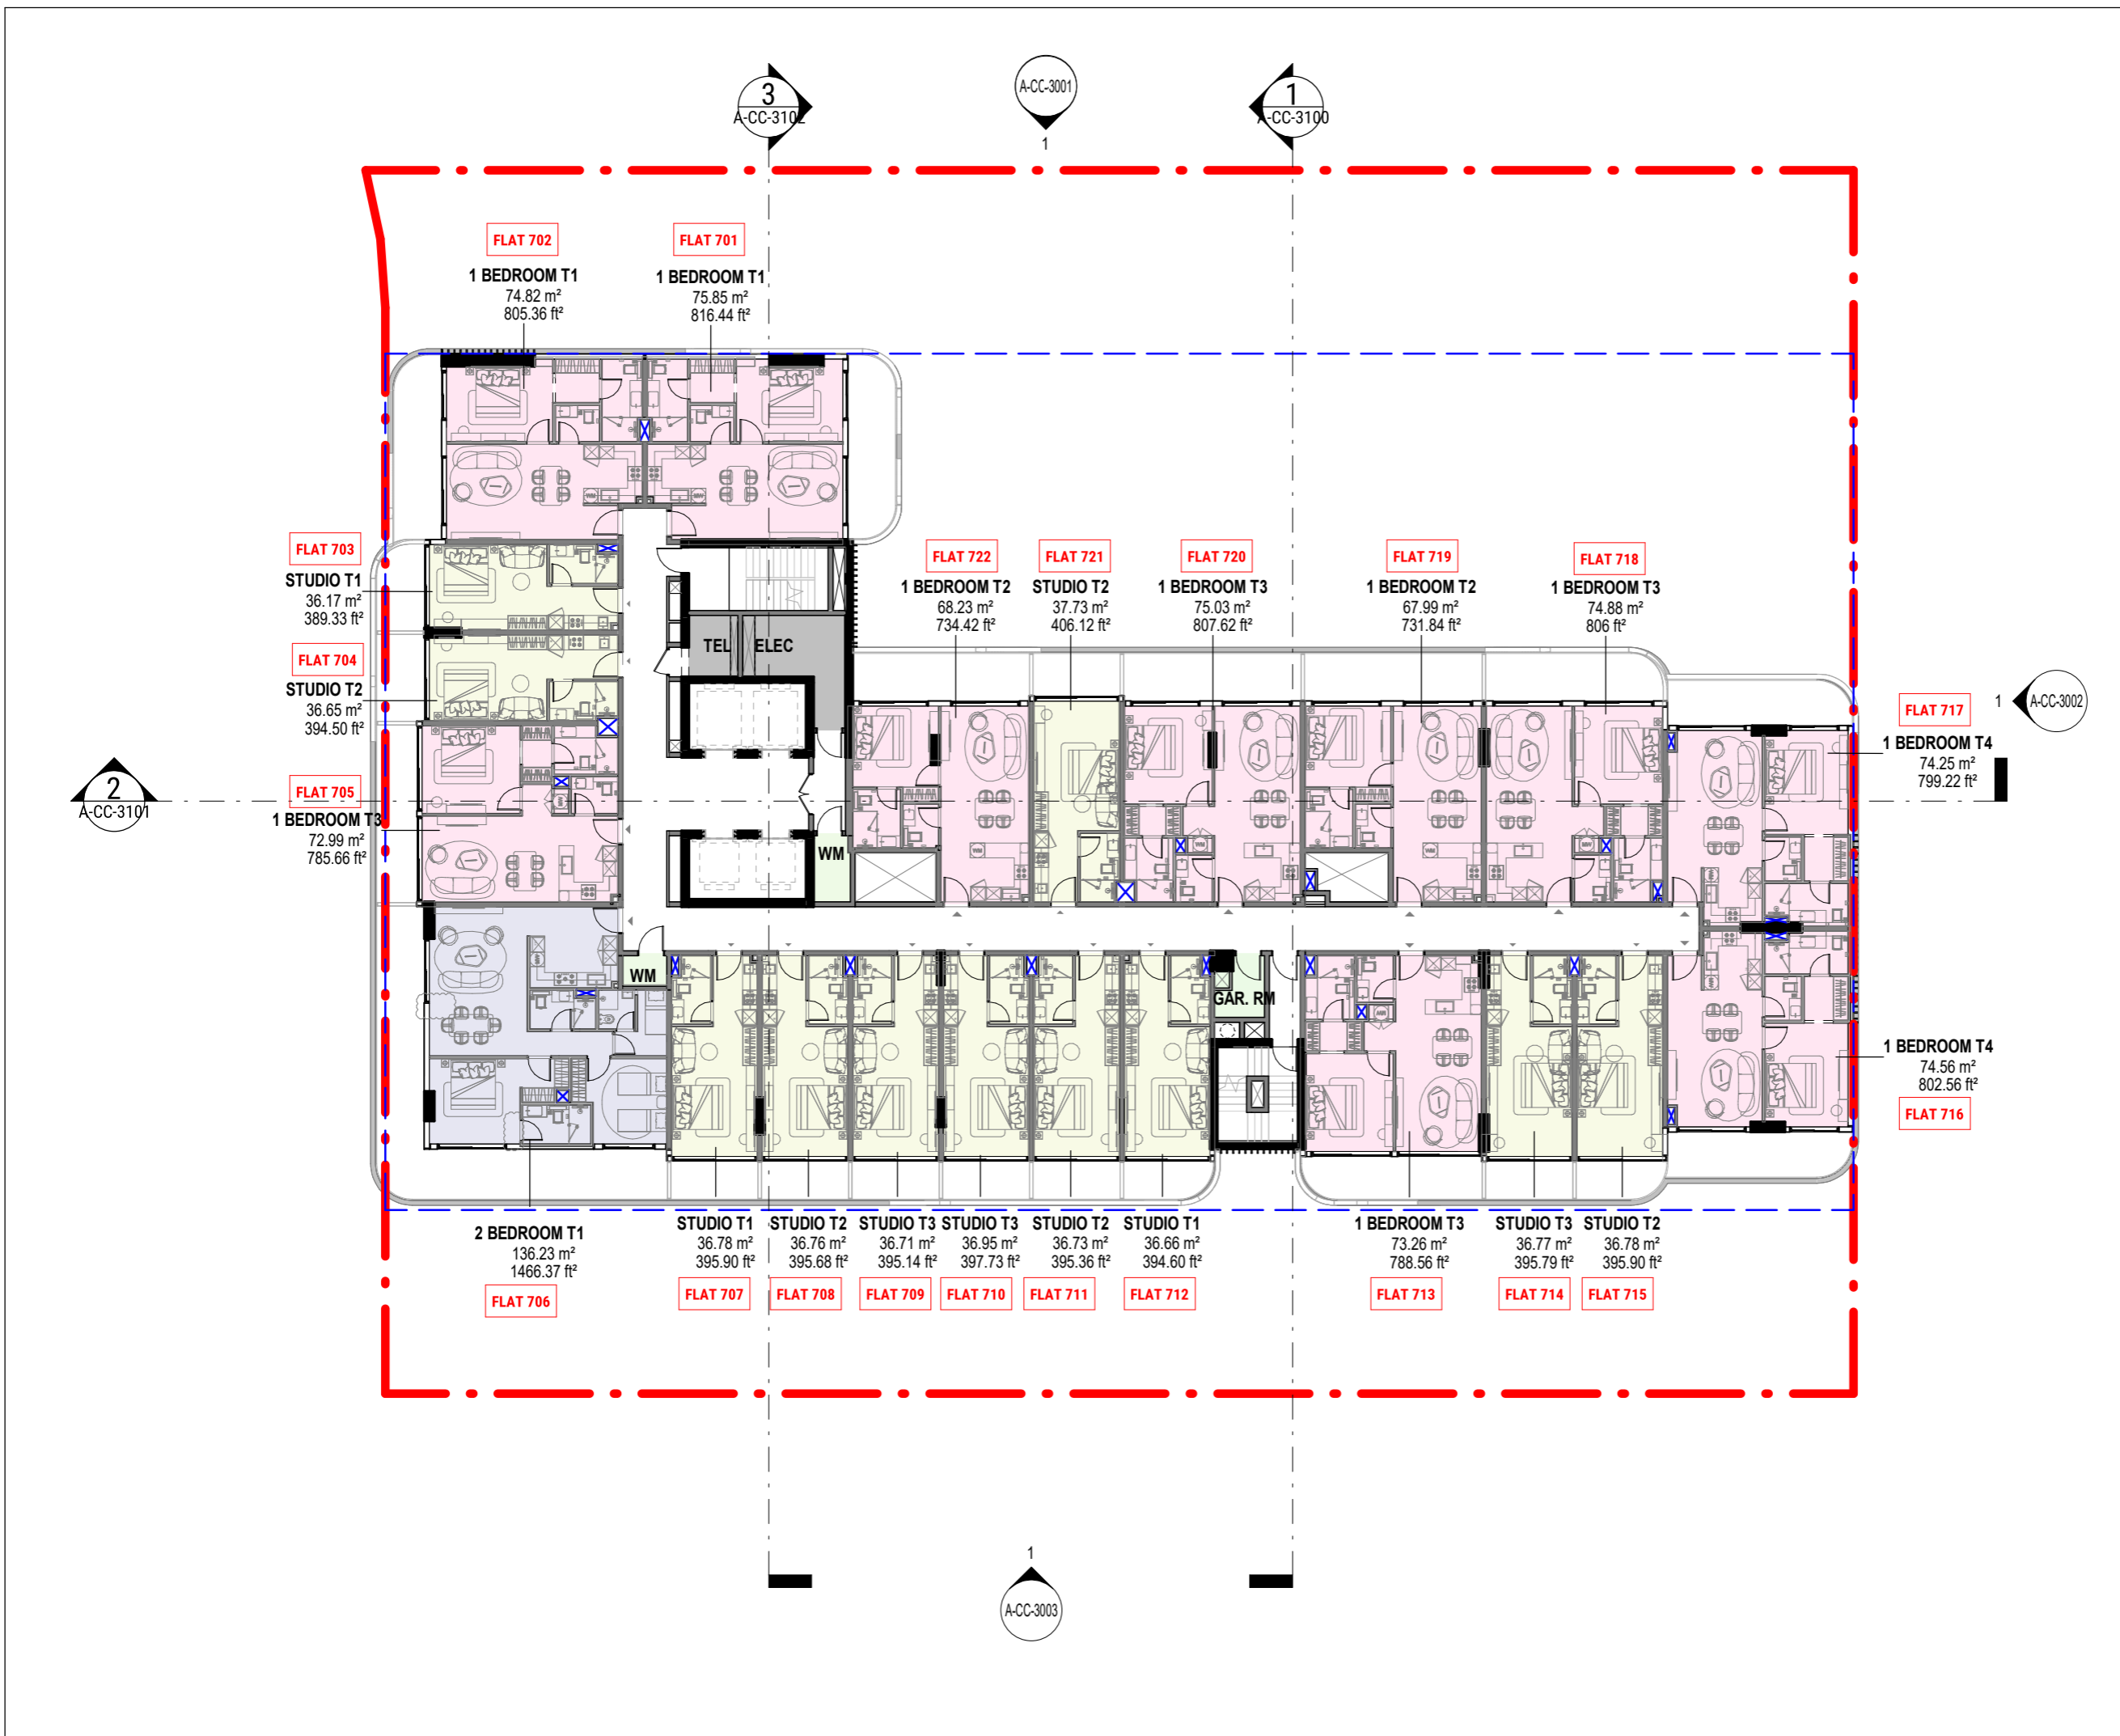 3
A-CC-3102
A-CC-3001
1
1
A-CC-3100
FLAT 702
1 BEDROOM T1
74.82 m²
805.36 ft²
FLAT 701
1 BEDROOM T1
75.85 m²
816.44 ft²
FLAT 703
STUDIO T1
36.17 m²
389.33 ft²
FLAT 704
STUDIO T2
36.65 m²
394.50 ft²
FLAT 705
1 BEDROOM T3
72.99 m²
785.66 ft²
2
A-CC-3101
TEL
ELEC
WM
WM
GAR. RM
FLAT 722
1 BEDROOM T2
68.23 m²
734.42 ft²
FLAT 721
STUDIO T2
37.73 m²
406.12 ft²
FLAT 720
1 BEDROOM T3
75.03 m²
807.62 ft²
FLAT 719
1 BEDROOM T2
67.99 m²
731.84 ft²
FLAT 718
1 BEDROOM T3
74.88 m²
806 ft²
FLAT 717
1 BEDROOM T4
74.25 m²
799.22 ft²
1
A-CC-3002
1 BEDROOM T4
74.56 m²
802.56 ft²
FLAT 716
2 BEDROOM T1
136.23 m²
1466.37 ft²
FLAT 706
STUDIO T1
36.78 m²
395.90 ft²
FLAT 707
STUDIO T2
36.76 m²
395.68 ft²
FLAT 708
STUDIO T3
36.71 m²
395.14 ft²
FLAT 709
STUDIO T3
36.95 m²
397.73 ft²
FLAT 710
STUDIO T2
36.73 m²
395.36 ft²
FLAT 711
STUDIO T1
36.66 m²
394.60 ft²
FLAT 712
1 BEDROOM T3
73.26 m²
788.56 ft²
FLAT 713
STUDIO T3
36.77 m²
395.79 ft²
FLAT 714
STUDIO T2
36.78 m²
395.90 ft²
FLAT 715
1
A-CC-3003